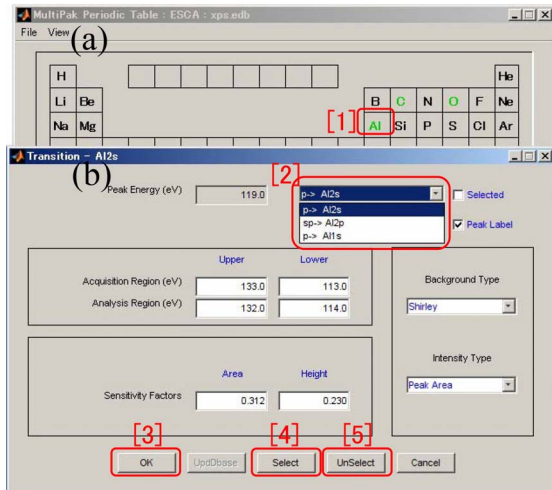 MultiPak Periodic Table : ESCA : xps.edb
File View
(a)
H He
Li Be B C N O F Ne
Na Mg [1] Al Si P S Cl Ar
Transition - Al2s
(b)
[2]
Peak Energy (eV) 119.0 p-> Al2s Selected
p-> Al2s
sp-> Al2p
p-> Al1s
Peak Label
Upper Lower
Acquisition Region (eV) 133.0 113.0
Analysis Region (eV) 132.0 114.0
Background Type
Shirley
Intensity Type
Peak Area
Area Height
Sensitivity Factors 0.312 0.230
[3] [4] [5]
OK UpdDbase Select UnSelect Cancel